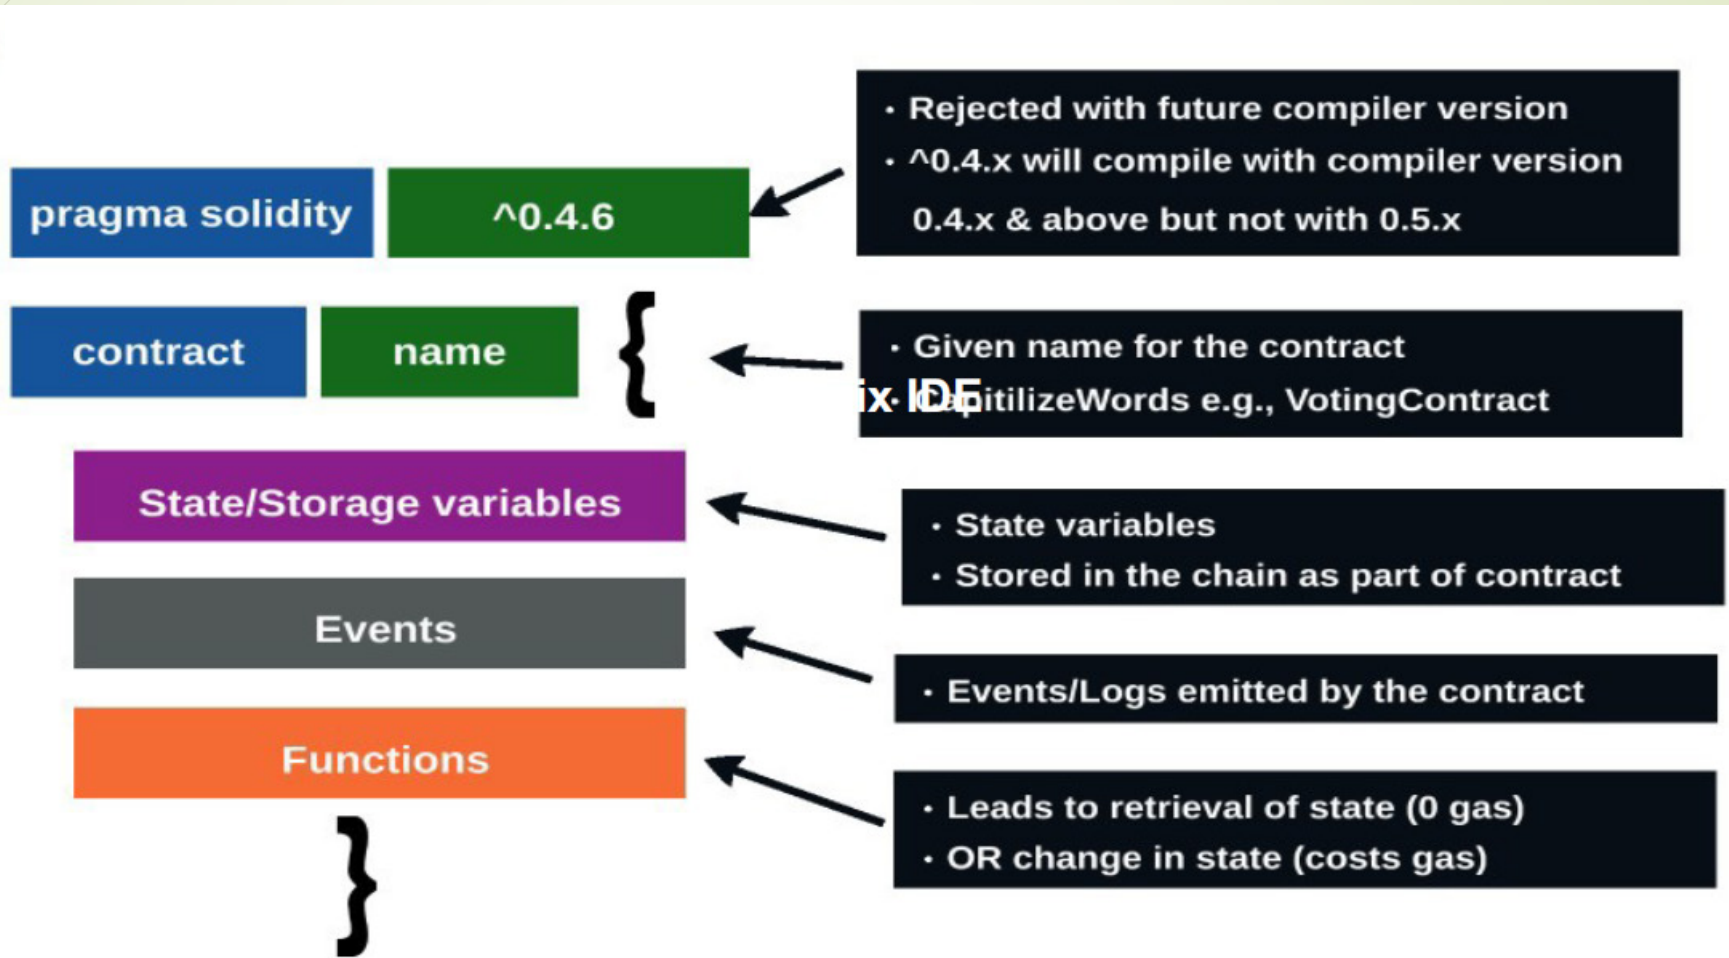 • Rejected with future compiler version
• ^0.4.x will compile with compiler version
0.4.x & above but not with 0.5.x
pragma solidity ^0.4.6
contract name {
• Given name for the contract
ix IDE
• CapitilizeWords e.g., VotingContract
State/Storage variables
• State variables
• Stored in the chain as part of contract
Events
• Events/Logs emitted by the contract
Functions
• Leads to retrieval of state (0 gas)
• OR change in state (costs gas)
}